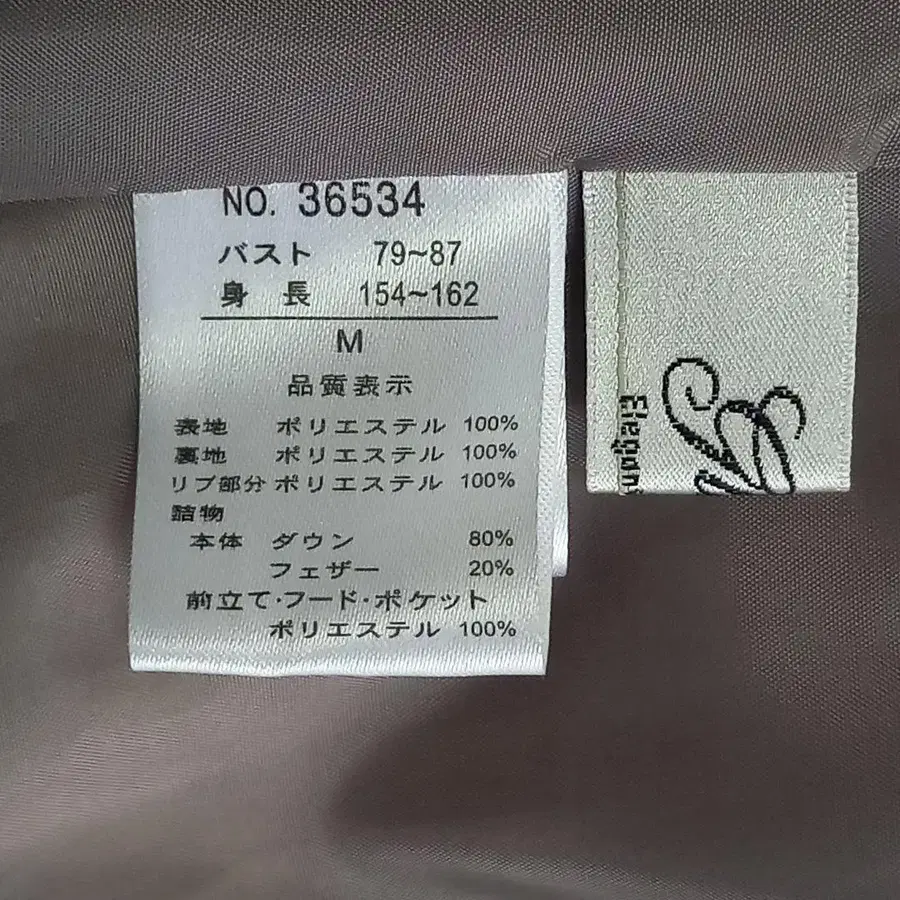 NO. 36534
バスト 79~87
身 長 154~162
M
品質表示
表地 ポリエステル 100%
裏地 ポリエステル 100%
リブ部分 ポリエステル 100%
詰物
本体 ダウン 80%
フェザー 20%
前立て・フード・ポケット
ポリエステル 100%